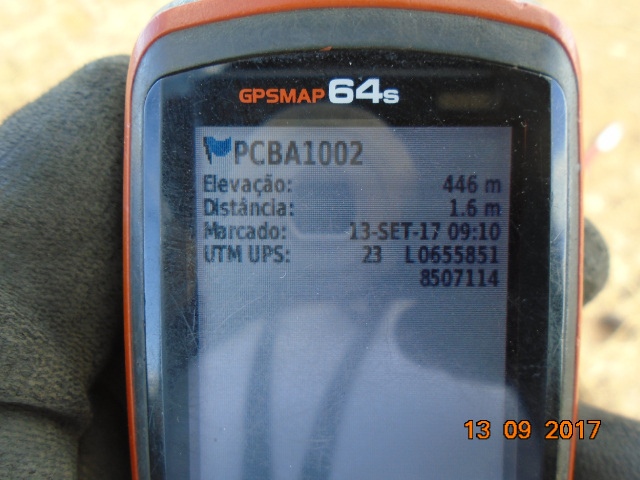 GPSMAP 64s
PCBA1002
Elevação: 446 m
Distância: 1.6 m
Marcado: 13-SET-17 09:10
UTM UPS: 23 L0655851
8507114
13 09 2017